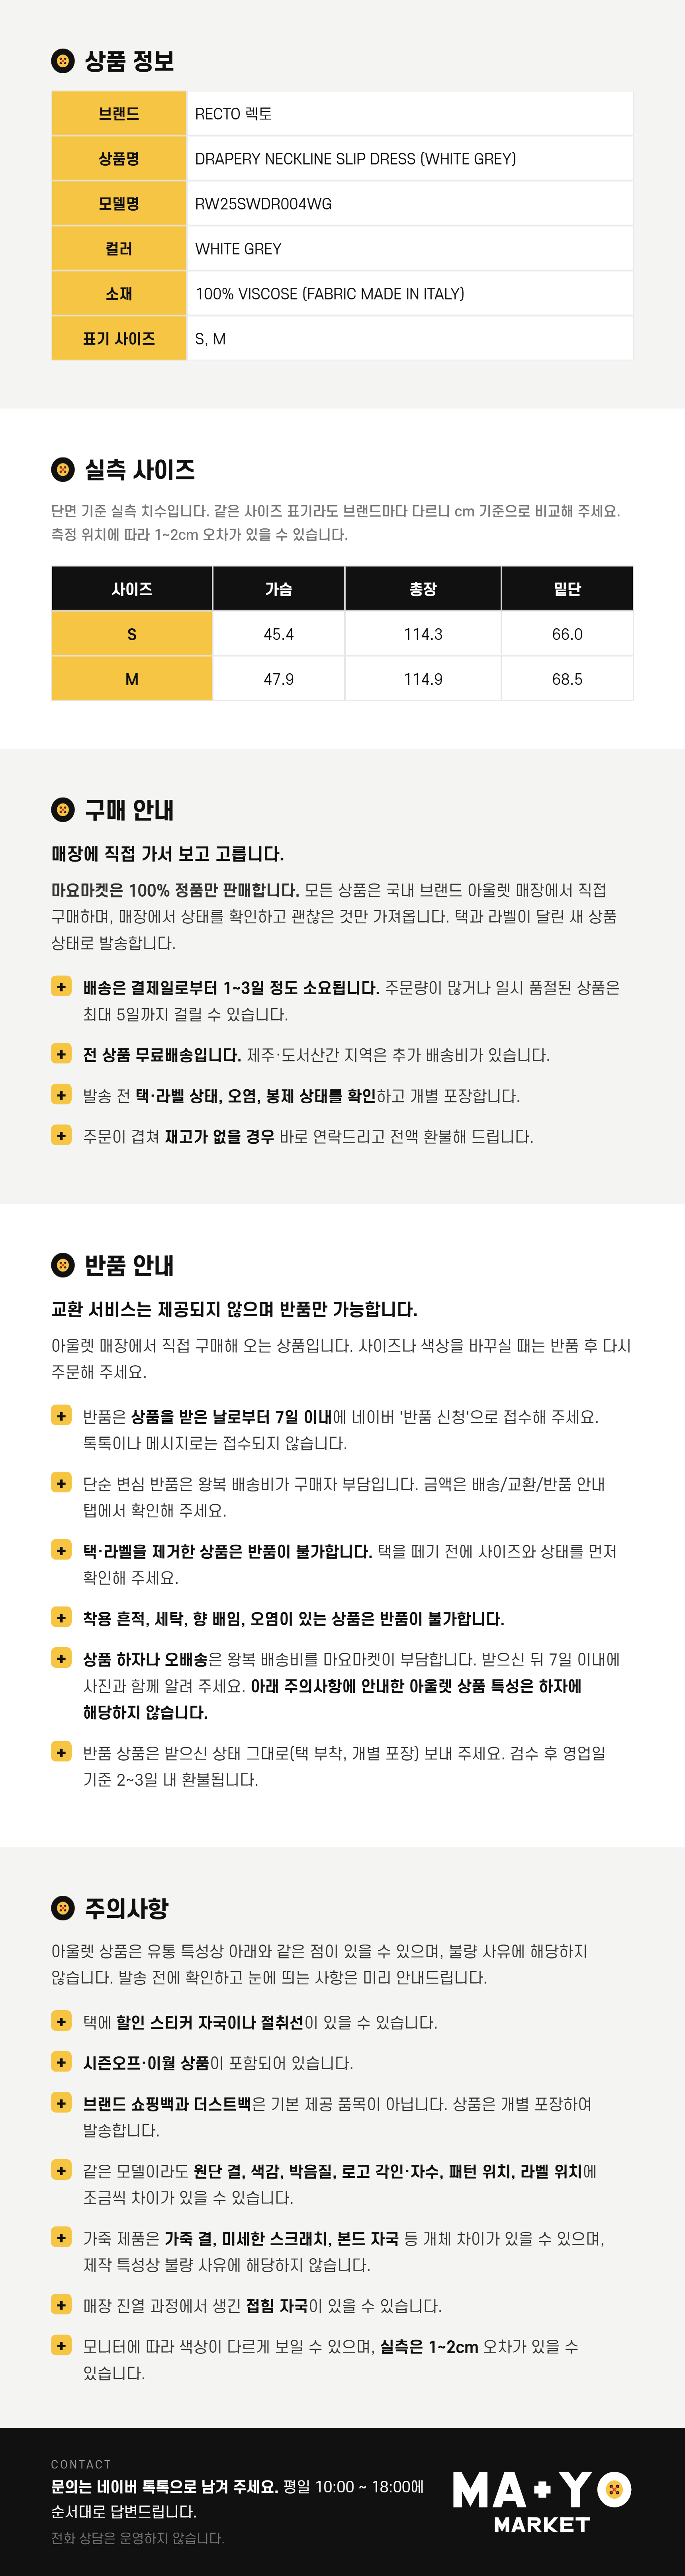 상품 정보
브랜드 RECTO 렉토
상품명 DRAPERY NECKLINE SLIP DRESS (WHITE GREY)
모델명 RW25SWDR004WG
컬러 WHITE GREY
소재 100% VISCOSE (FABRIC MADE IN ITALY)
표기 사이즈 S, M
실측 사이즈
단면 기준 실측 치수입니다. 같은 사이즈 표기라도 브랜드마다 다르니 cm 기준으로 비교해 주세요.
측정 위치에 따라 1~2cm 오차가 있을 수 있습니다.
사이즈 가슴 총장 밑단
S 45.4 114.3 66.0
M 47.9 114.9 68.5
구매 안내
매장에 직접 가서 보고 고릅니다.
마요마켓은 100% 정품만 판매합니다. 모든 상품은 국내 브랜드 아울렛 매장에서 직접
구매하며, 매장에서 상태를 확인하고 괜찮은 것만 가져옵니다. 택과 라벨이 달린 새 상품
상태로 발송합니다.
+ 배송은 결제일로부터 1~3일 정도 소요됩니다. 주문량이 많거나 일시 품절된 상품은
최대 5일까지 걸릴 수 있습니다.
+ 전 상품 무료배송입니다. 제주·도서산간 지역은 추가 배송비가 있습니다.
+ 발송 전 택·라벨 상태, 오염, 봉제 상태를 확인하고 개별 포장합니다.
+ 주문이 겹쳐 재고가 없을 경우 바로 연락드리고 전액 환불해 드립니다.
반품 안내
교환 서비스는 제공되지 않으며 반품만 가능합니다.
아울렛 매장에서 직접 구매해 오는 상품입니다. 사이즈나 색상을 바꾸실 때는 반품 후 다시
주문해 주세요.
+ 반품은 상품을 받은 날로부터 7일 이내에 네이버 '반품 신청'으로 접수해 주세요.
톡톡이나 메시지로는 접수되지 않습니다.
+ 단순 변심 반품은 왕복 배송비가 구매자 부담입니다. 금액은 배송/교환/반품 안내
탭에서 확인해 주세요.
+ 택·라벨을 제거한 상품은 반품이 불가합니다. 택을 떼기 전에 사이즈와 상태를 먼저
확인해 주세요.
+ 착용 흔적, 세탁, 향 배임, 오염이 있는 상품은 반품이 불가합니다.
+ 상품 하자나 오배송은 왕복 배송비를 마요마켓이 부담합니다. 받으신 뒤 7일 이내에
사진과 함께 알려 주세요. 아래 주의사항에 안내한 아울렛 상품 특성은 하자에
해당하지 않습니다.
+ 반품 상품은 받으신 상태 그대로(택 부착, 개별 포장) 보내 주세요. 검수 후 영업일
기준 2~3일 내 환불됩니다.
주의사항
아울렛 상품은 유통 특성상 아래와 같은 점이 있을 수 있으며, 불량 사유에 해당하지
않습니다. 발송 전에 확인하고 눈에 띄는 사항은 미리 안내드립니다.
+ 택에 할인 스티커 자국이나 절취선이 있을 수 있습니다.
+ 시즌오프·이월 상품이 포함되어 있습니다.
+ 브랜드 쇼핑백과 더스트백은 기본 제공 품목이 아닙니다. 상품은 개별 포장하여
발송합니다.
+ 같은 모델이라도 원단 결, 색감, 박음질, 로고 각인·자수, 패턴 위치, 라벨 위치에
조금씩 차이가 있을 수 있습니다.
+ 가죽 제품은 가죽 결, 미세한 스크래치, 본드 자국 등 개체 차이가 있을 수 있으며,
제작 특성상 불량 사유에 해당하지 않습니다.
+ 매장 진열 과정에서 생긴 접힘 자국이 있을 수 있습니다.
+ 모니터에 따라 색상이 다르게 보일 수 있으며, 실측은 1~2cm 오차가 있을 수
있습니다.
CONTACT
문의는 네이버 톡톡으로 남겨 주세요. 평일 10:00 ~ 18:00에
순서대로 답변드립니다.
전화 상담은 운영하지 않습니다.
MA+YO
MARKET